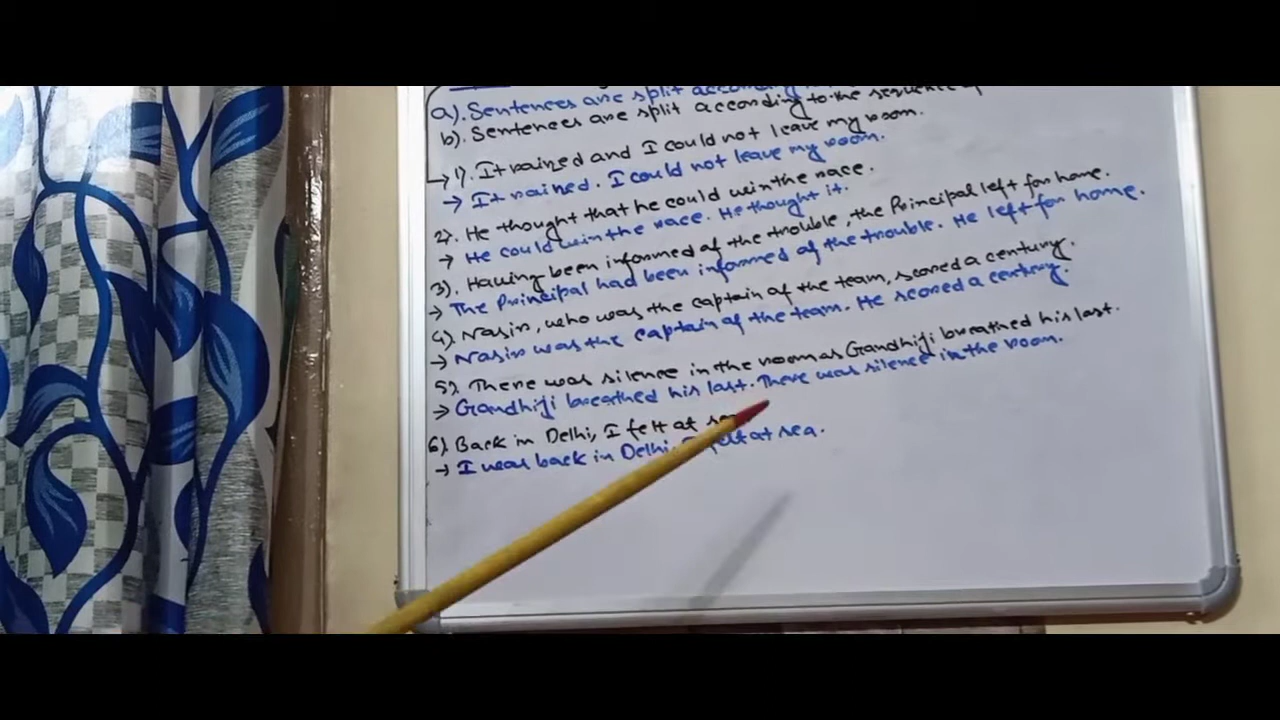 a). Sentences are split according
b). Sentences are split according to the sequence of
→ 1). It rained and I could not leave my room.
→ It rained. I could not leave my room.
2). He thought that he could win the race.
→ He could win the race. He thought it.
3). Having been informed of the trouble, the Principal left for home.
→ The Principal had been informed of the trouble. He left for home.
4). Nasir, who was the captain of the team, scored a century.
→ Nasir was the captain of the team. He scored a century.
5). There was silence in the room as Gandhiji breathed his last.
→ Gandhiji breathed his last. There was silence in the room.
6). Back in Delhi, I felt at sea.
→ I was back in Delhi. I felt at sea.